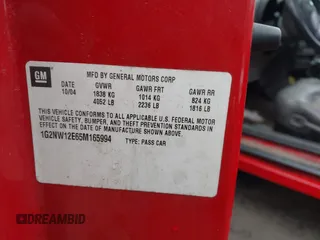 GM
MFD BY GENERAL MOTORS CORP
DATE GVWR GAWR FRT GAWR RR
10/04 1838 KG 1014 KG 824 KG
4052 LB 2236 LB 1816 LB
THIS VEHICLE CONFORMS TO ALL APPLICABLE U.S. FEDERAL MOTOR
VEHICLE SAFETY, BUMPER, AND THEFT PREVENTION STANDARDS IN
EFFECT ON THE DATE OF MANUFACTURE SHOWN ABOVE.
1G2NW12E65M165994 TYPE: PASS CAR
AUTOBIDMD